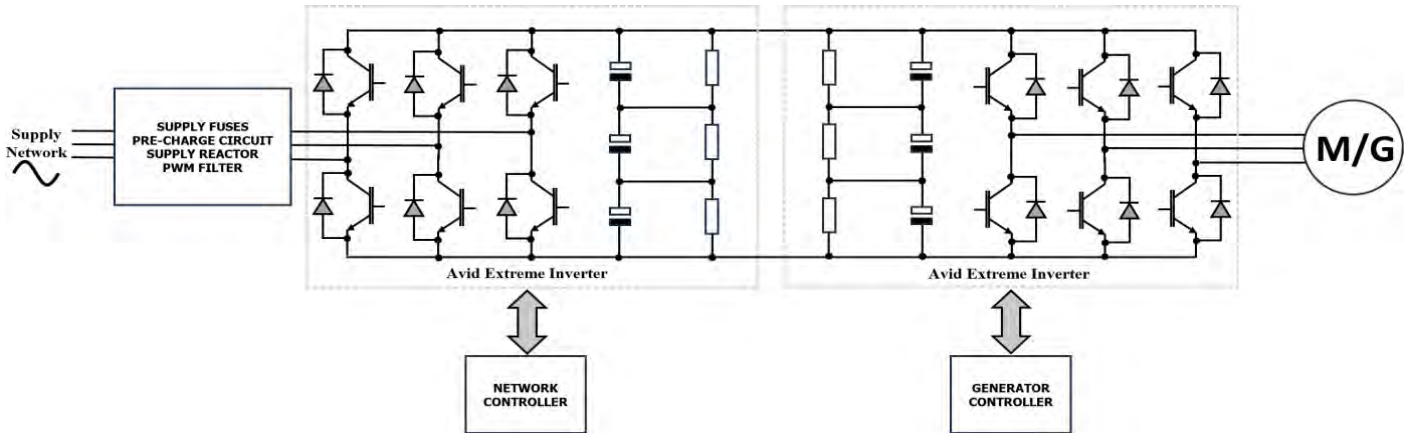 Supply
Network
SUPPLY FUSES
PRE-CHARGE CIRCUIT
SUPPLY REACTOR
PWM FILTER
Avid Extreme Inverter
Avid Extreme Inverter
M/G
NETWORK
CONTROLLER
GENERATOR
CONTROLLER